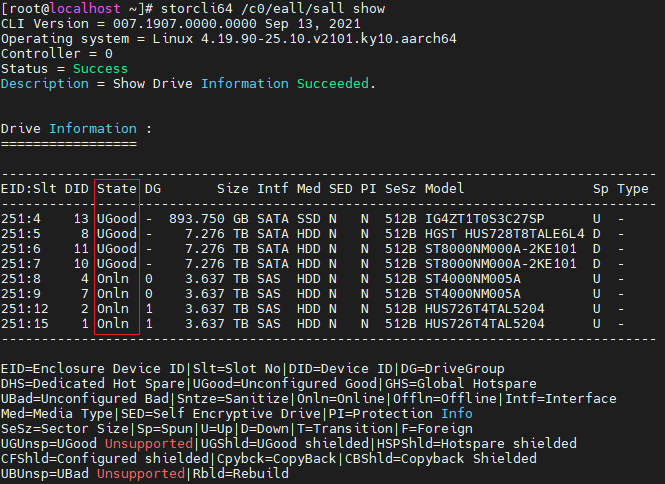 [root@localhost ~]# storcli64 /c0/eall/sall show
CLI Version = 007.1907.0000.0000 Sep 13, 2021
Operating system = Linux 4.19.90-25.10.v2101.ky10.aarch64
Controller = 0
Status = Success
Description = Show Drive Information Succeeded.


Drive Information :
=================

---------------------------------------------------------------------------------
EID:Slt DID State DG       Size Intf Med SED PI SeSz Model               Sp Type
---------------------------------------------------------------------------------
251:4    13 UGood -  893.750 GB SATA SSD N   N  512B IG4ZT1T0S3C27SP      U  -
251:5     8 UGood -    7.276 TB SATA HDD N   N  512B HGST HUS728T8TALE6L4 D  -
251:6    11 UGood -    7.276 TB SATA HDD N   N  512B ST8000NM000A-2KE101  D  -
251:7    10 UGood -    7.276 TB SATA HDD N   N  512B ST8000NM000A-2KE101  D  -
251:8     4 Onln  0    3.637 TB SAS  HDD N   N  512B ST4000NM005A         U  -
251:9     7 Onln  0    3.637 TB SAS  HDD N   N  512B ST4000NM005A         U  -
251:12    2 Onln  1    3.637 TB SAS  HDD N   N  512B HUS726T4TAL5204      U  -
251:15    1 Onln  1    3.637 TB SAS  HDD N   N  512B HUS726T4TAL5204      U  -
---------------------------------------------------------------------------------

EID=Enclosure Device ID|Slt=Slot No|DID=Device ID|DG=DriveGroup
DHS=Dedicated Hot Spare|UGood=Unconfigured Good|GHS=Global Hotspare
UBad=Unconfigured Bad|Sntze=Sanitize|Onln=Online|Offln=Offline|Intf=Interface
Med=Media Type|SED=Self Encryptive Drive|PI=Protection Info
SeSz=Sector Size|Sp=Spun|U=Up|D=Down|T=Transition|F=Foreign
UGUnsp=UGood Unsupported|UGShld=UGood shielded|HSPShld=Hotspare shielded
CFShld=Configured shielded|Cpybck=CopyBack|CBShld=Copyback Shielded
UBUnsp=UBad Unsupported|Rbld=Rebuild